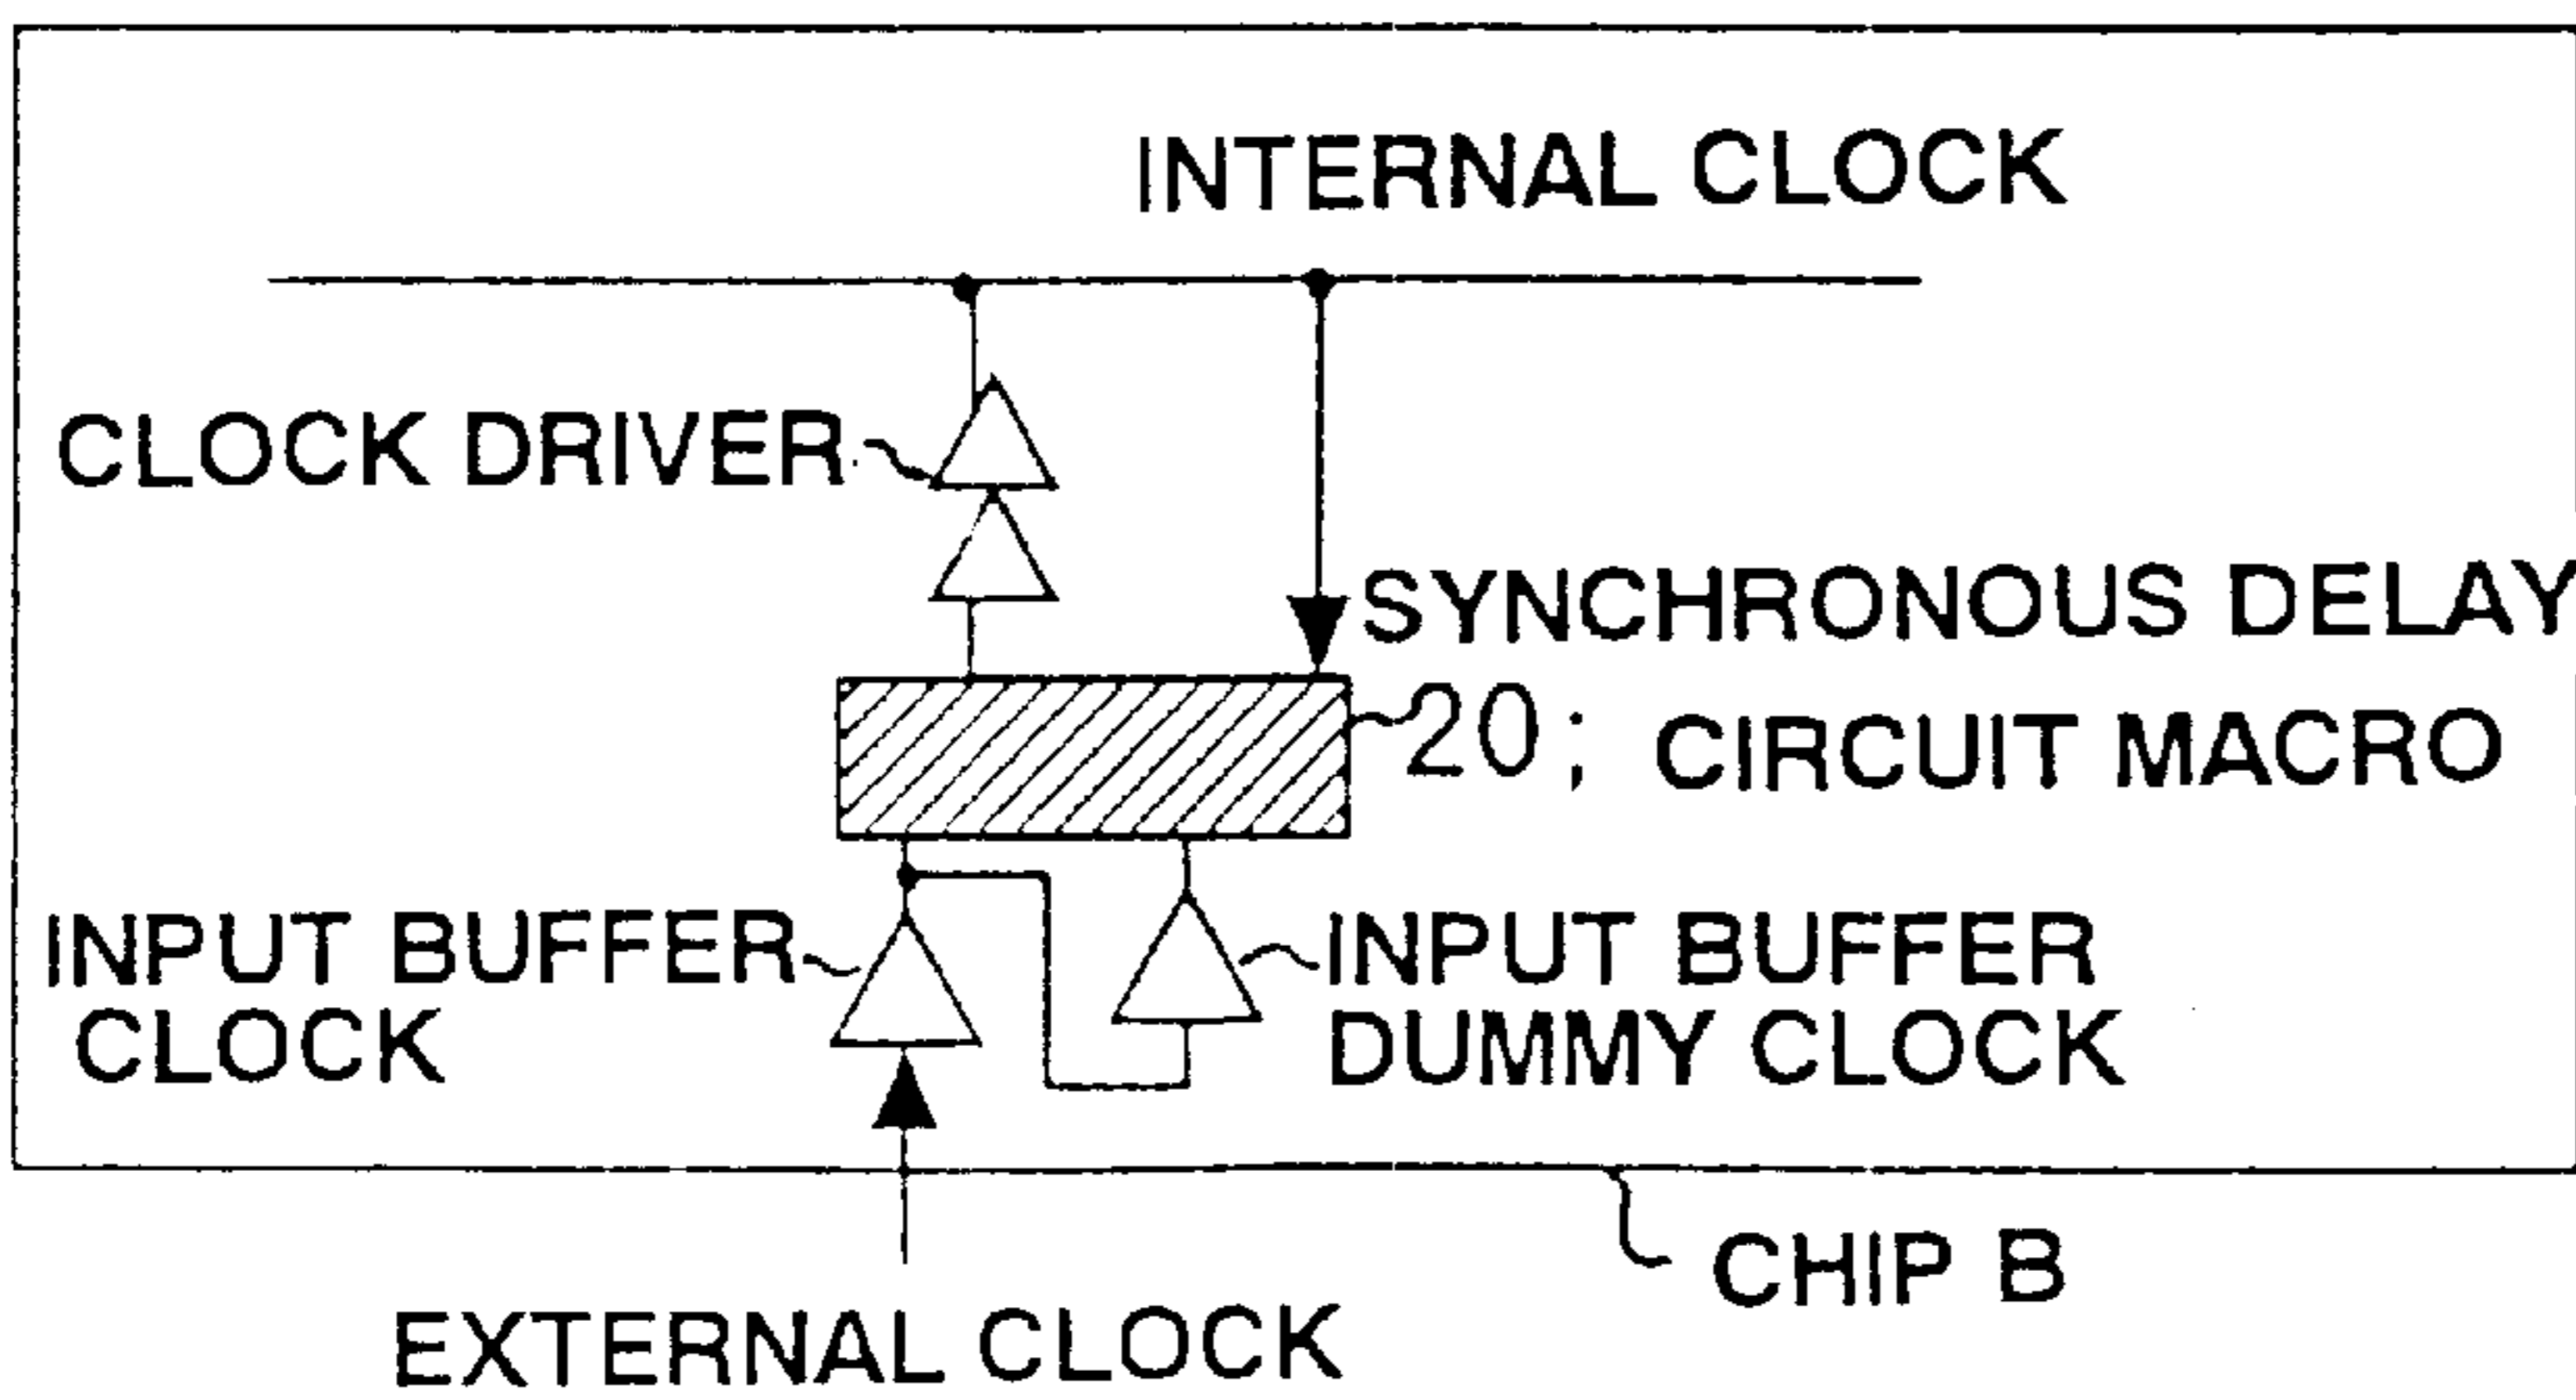 INTERNAL CLOCK
CLOCK DRIVER
SYNCHRONOUS DELAY
20; CIRCUIT MACRO
INPUT BUFFER
CLOCK
INPUT BUFFER
DUMMY CLOCK
CHIP B
EXTERNAL CLOCK